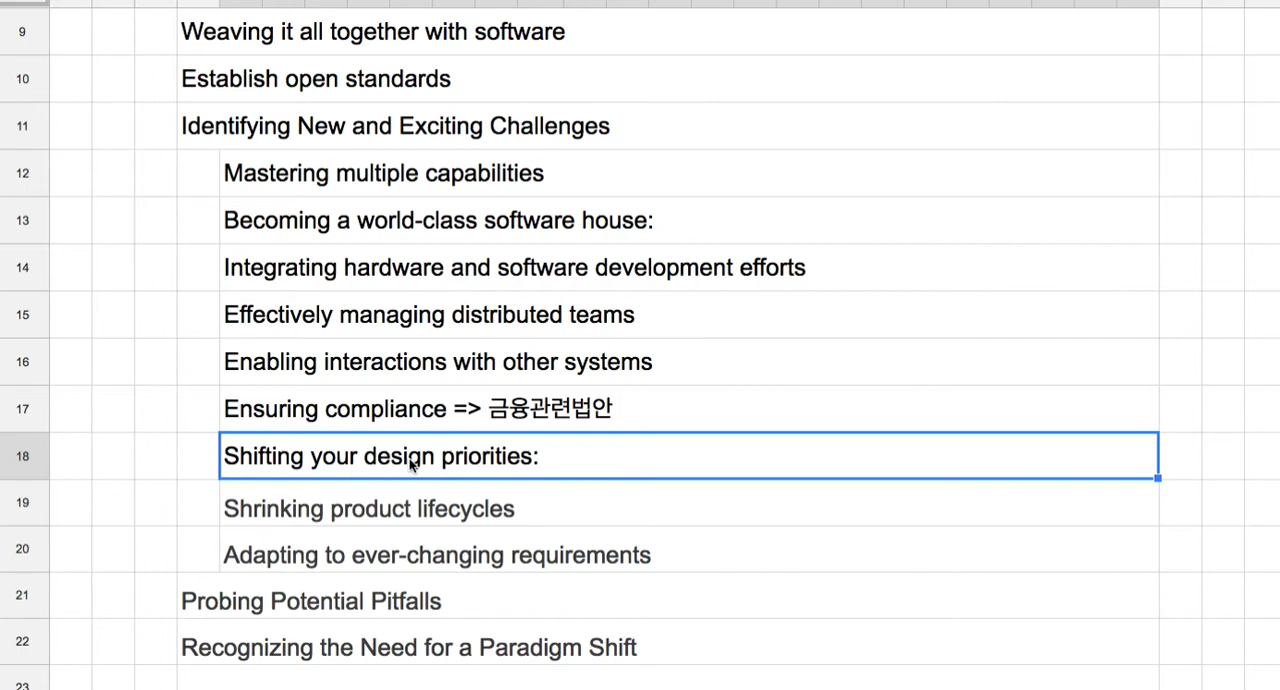 9 Weaving it all together with software
10 Establish open standards
11 Identifying New and Exciting Challenges
12 Mastering multiple capabilities
13 Becoming a world-class software house:
14 Integrating hardware and software development efforts
15 Effectively managing distributed teams
16 Enabling interactions with other systems
17 Ensuring compliance => 금융관련법안
18 Shifting your design priorities:
19 Shrinking product lifecycles
20 Adapting to ever-changing requirements
21 Probing Potential Pitfalls
22 Recognizing the Need for a Paradigm Shift
23